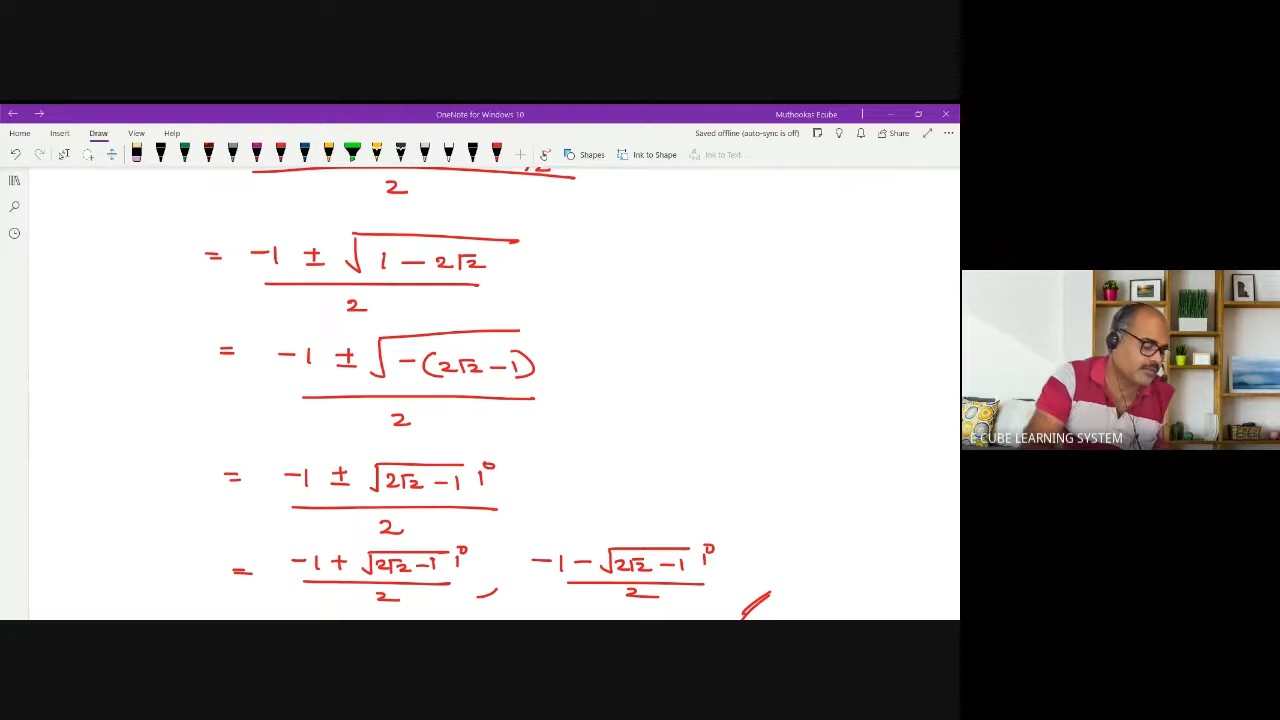 OneNote for Windows 10
Muthookas Ecube
Home Insert Draw View Help
Saved offline (auto-sync is off)
Share
Shapes
Ink to Shape
Ink to Text
2
= -1 ± √(1 - 2√2)
2
= -1 ± √(-(2√2 - 1))
2
= -1 ± √(2√2 - 1) i
2
= -1 + √(2√2 - 1) i , -1 - √(2√2 - 1) i
2 2
E CUBE LEARNING SYSTEM